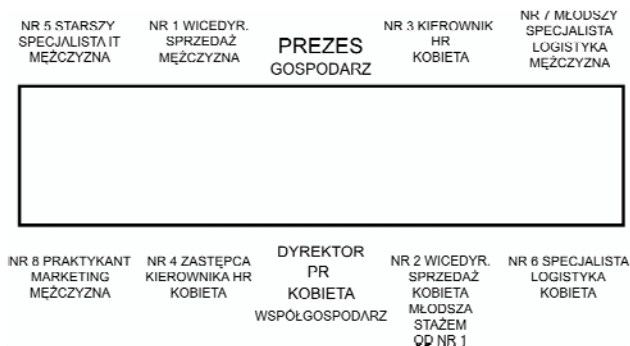 NR 5 STARSZY
SPECJALISTA IT
MĘŻCZYZNA
NR 1 WICEDYR.
SPRZEDAŻ
MĘŻCZYZNA
PREZES
GOSPODARZ
NR 3 KIEROWNIK
HR
KOBIETA
NR 7 MŁODSZY
SPECJALISTA
LOGISTYKA
MĘŻCZYZNA
NR 8 PRAKTYKANT
MARKETING
MĘŻCZYZNA
NR 4 ZASTĘPCA
KIEROWNIKA HR
KOBIETA
DYREKTOR
PR
KOBIETA
WSPÓŁGOSPODARZ
NR 2 WICEDYR.
SPRZEDAŻ
KOBIETA
MŁODSZA
STAŻEM
OD NR 1
NR 6 SPECJALISTA
LOGISTYKA
KOBIETA